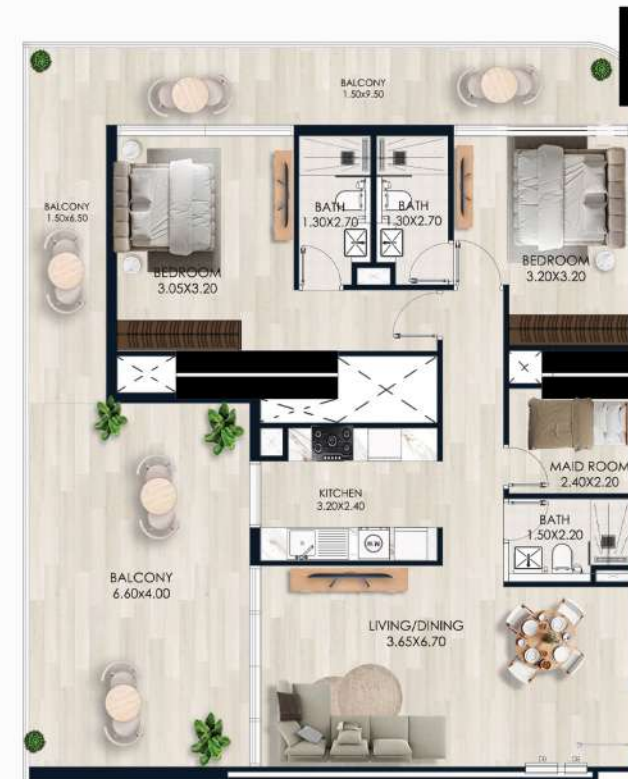 BALCONY
1.50x9.50
BALCONY
1.50x6.50
BATH
1.30X2.70
BATH
1.30X2.70
BEDROOM
3.05X3.20
BEDROOM
3.20X3.20
MAID ROOM
2.40X2.20
KITCHEN
3.20X2.40
BATH
1.50X2.20
BALCONY
6.60x4.00
LIVING/DINING
3.65X6.70